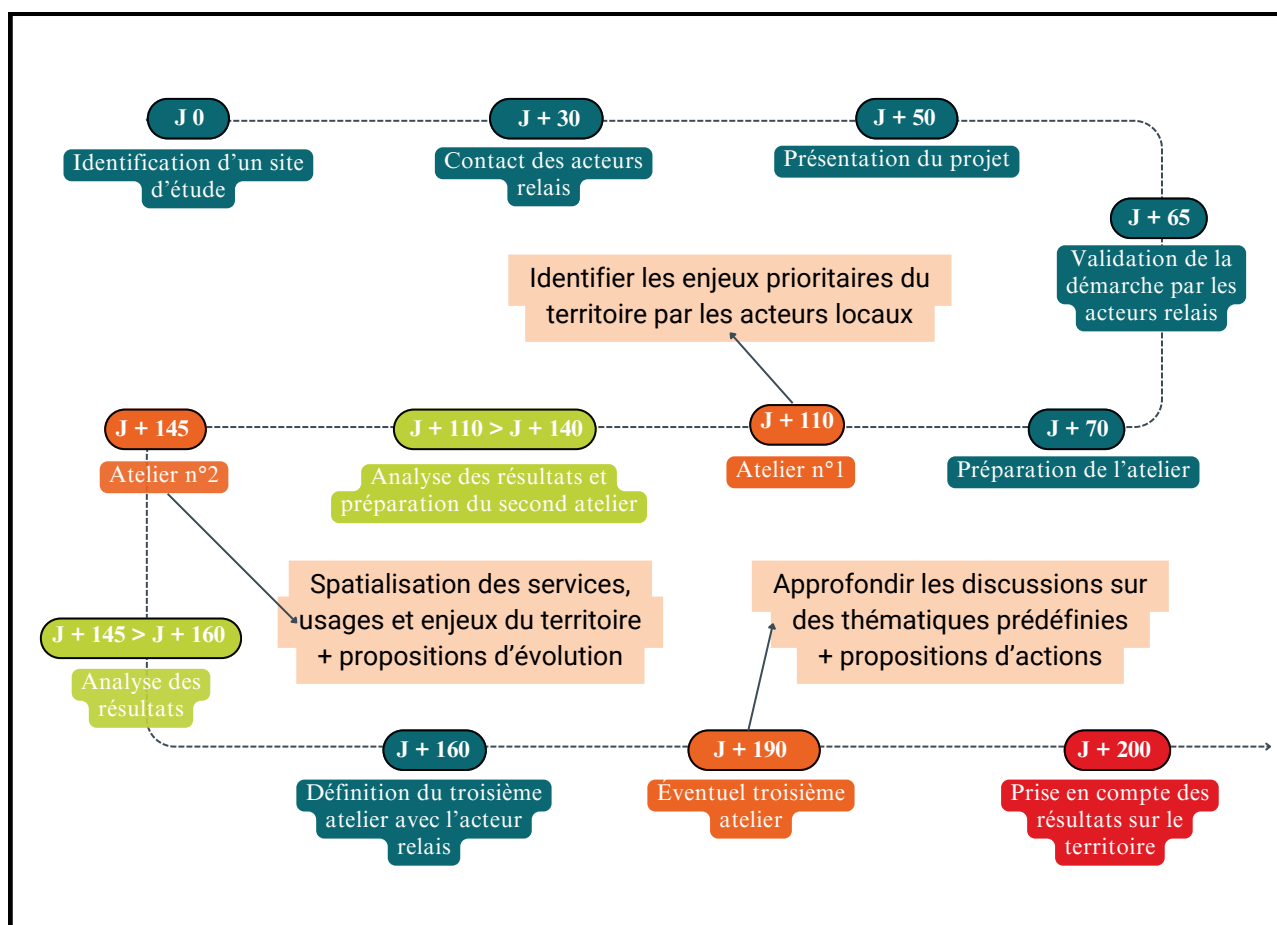 J 0
Identification d’un site
d’étude
J + 30
Contact des acteurs
relais
J + 50
Présentation du projet
J + 65
Validation de la
démarche par les
acteurs relais
Identifier les enjeux prioritaires du
territoire par les acteurs locaux
J + 70
Préparation de l’atelier
J + 110
Atelier n°1
J + 110 > J + 140
Analyse des résultats et
préparation du second atelier
J + 145
Atelier n°2
Spatialisation des services,
usages et enjeux du territoire
+ propositions d’évolution
Approfondir les discussions sur
des thématiques prédéfinies
+ propositions d’actions
J + 145 > J + 160
Analyse des
résultats
J + 160
Définition du troisième
atelier avec l’acteur
relais
J + 190
Éventuel troisième
atelier
J + 200
Prise en compte des
résultats sur le
territoire